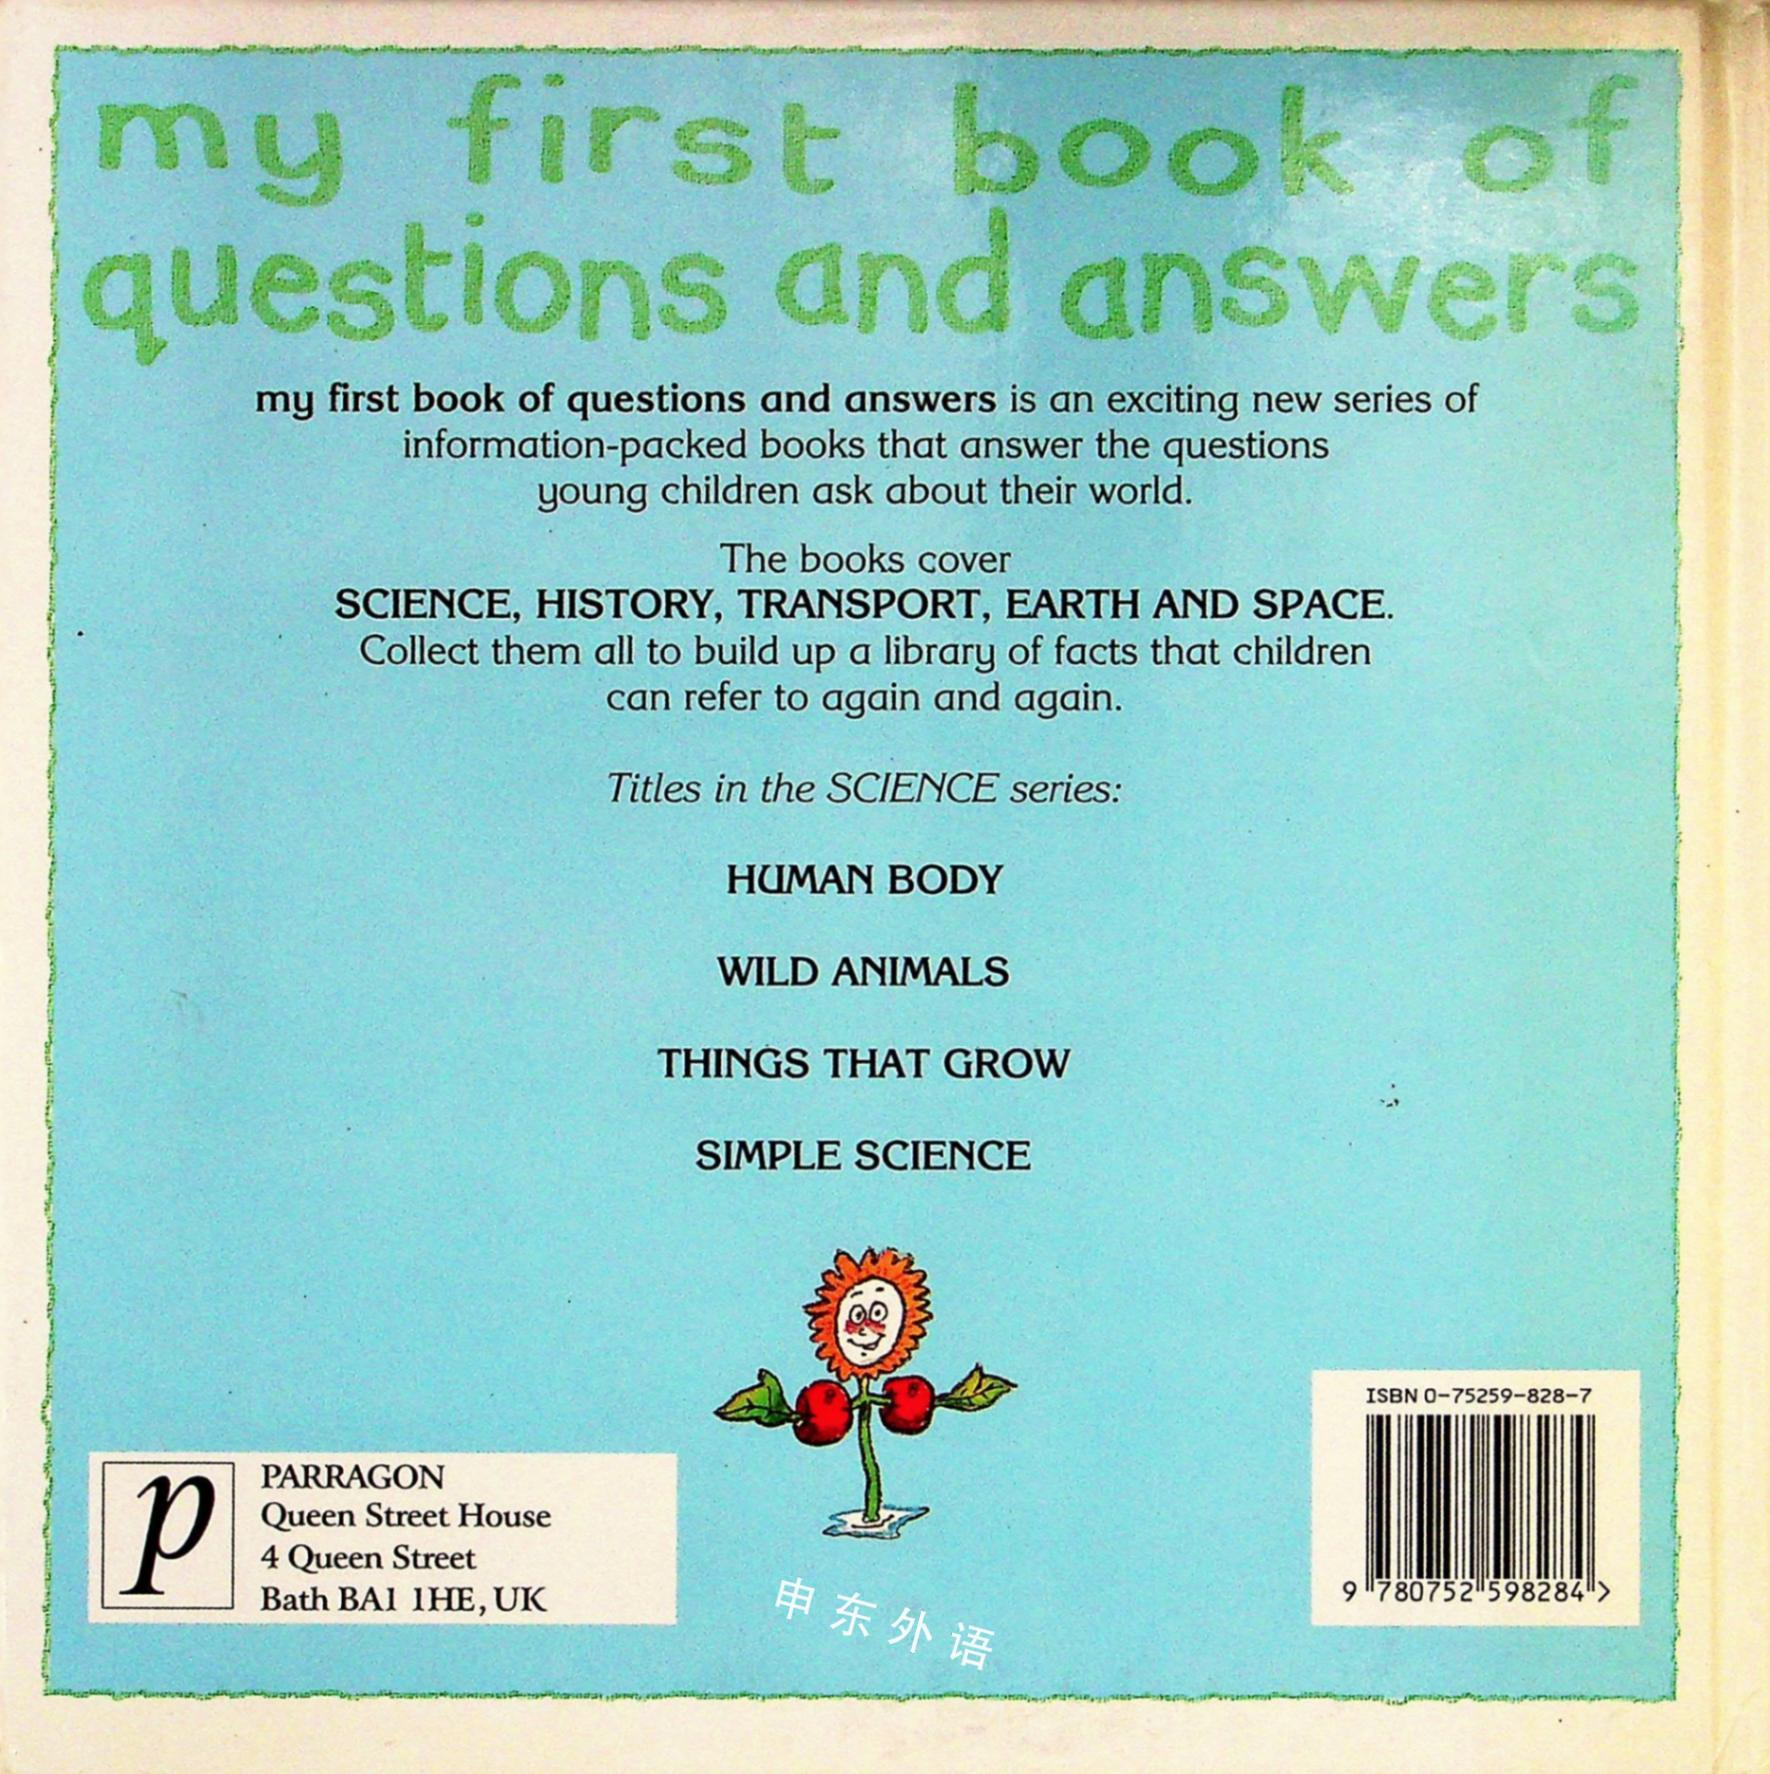 my first book of
questions and answers
my first book of questions and answers is an exciting new series of
information-packed books that answer the questions
young children ask about their world.
The books cover
SCIENCE, HISTORY, TRANSPORT, EARTH AND SPACE.
Collect them all to build up a library of facts that children
can refer to again and again.
Titles in the SCIENCE series:
HUMAN BODY
WILD ANIMALS
THINGS THAT GROW
SIMPLE SCIENCE
p
PARRAGON
Queen Street House
4 Queen Street
Bath BA1 1HE, UK
ISBN 0-75259-828-7
9 780752 598284 >
申东外语